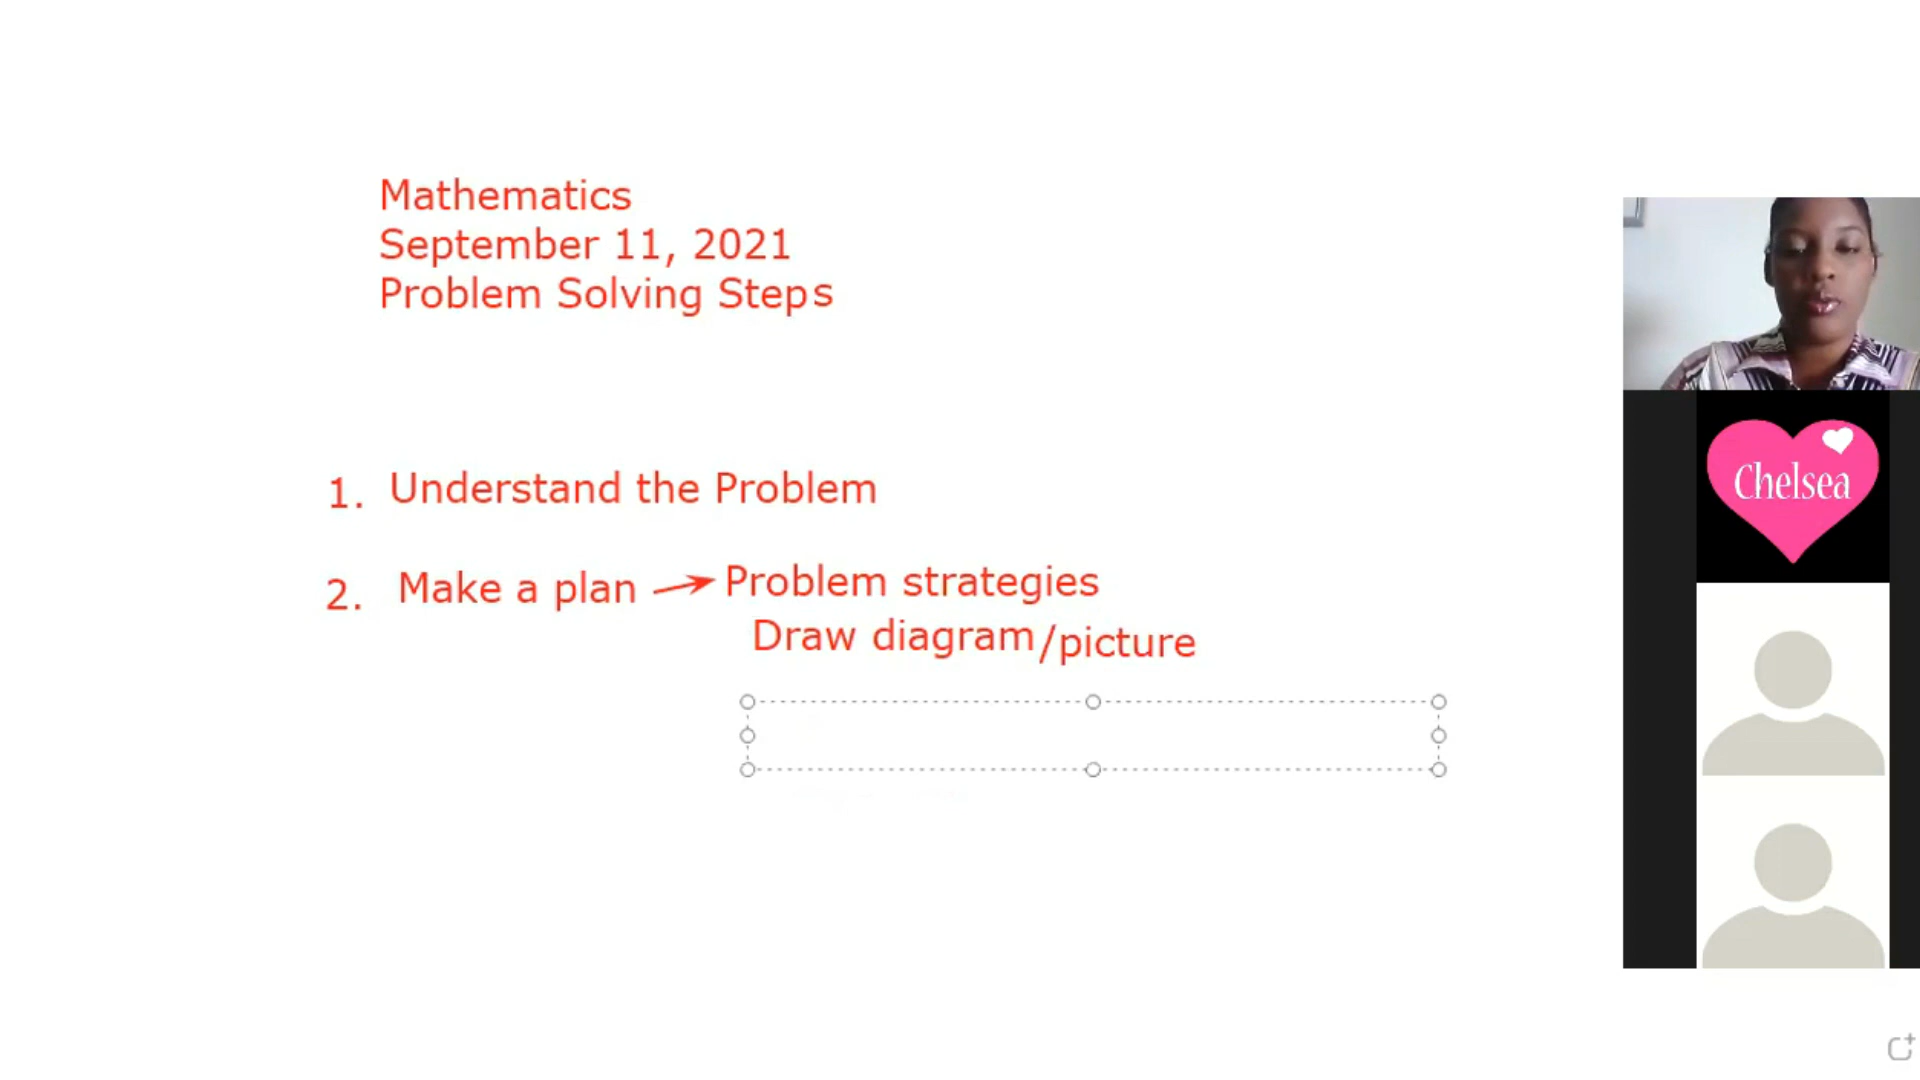 Mathematics
September 11, 2021
Problem Solving Steps
1. Understand the Problem
2. Make a plan → Problem strategies
Draw diagram/picture
Chelsea